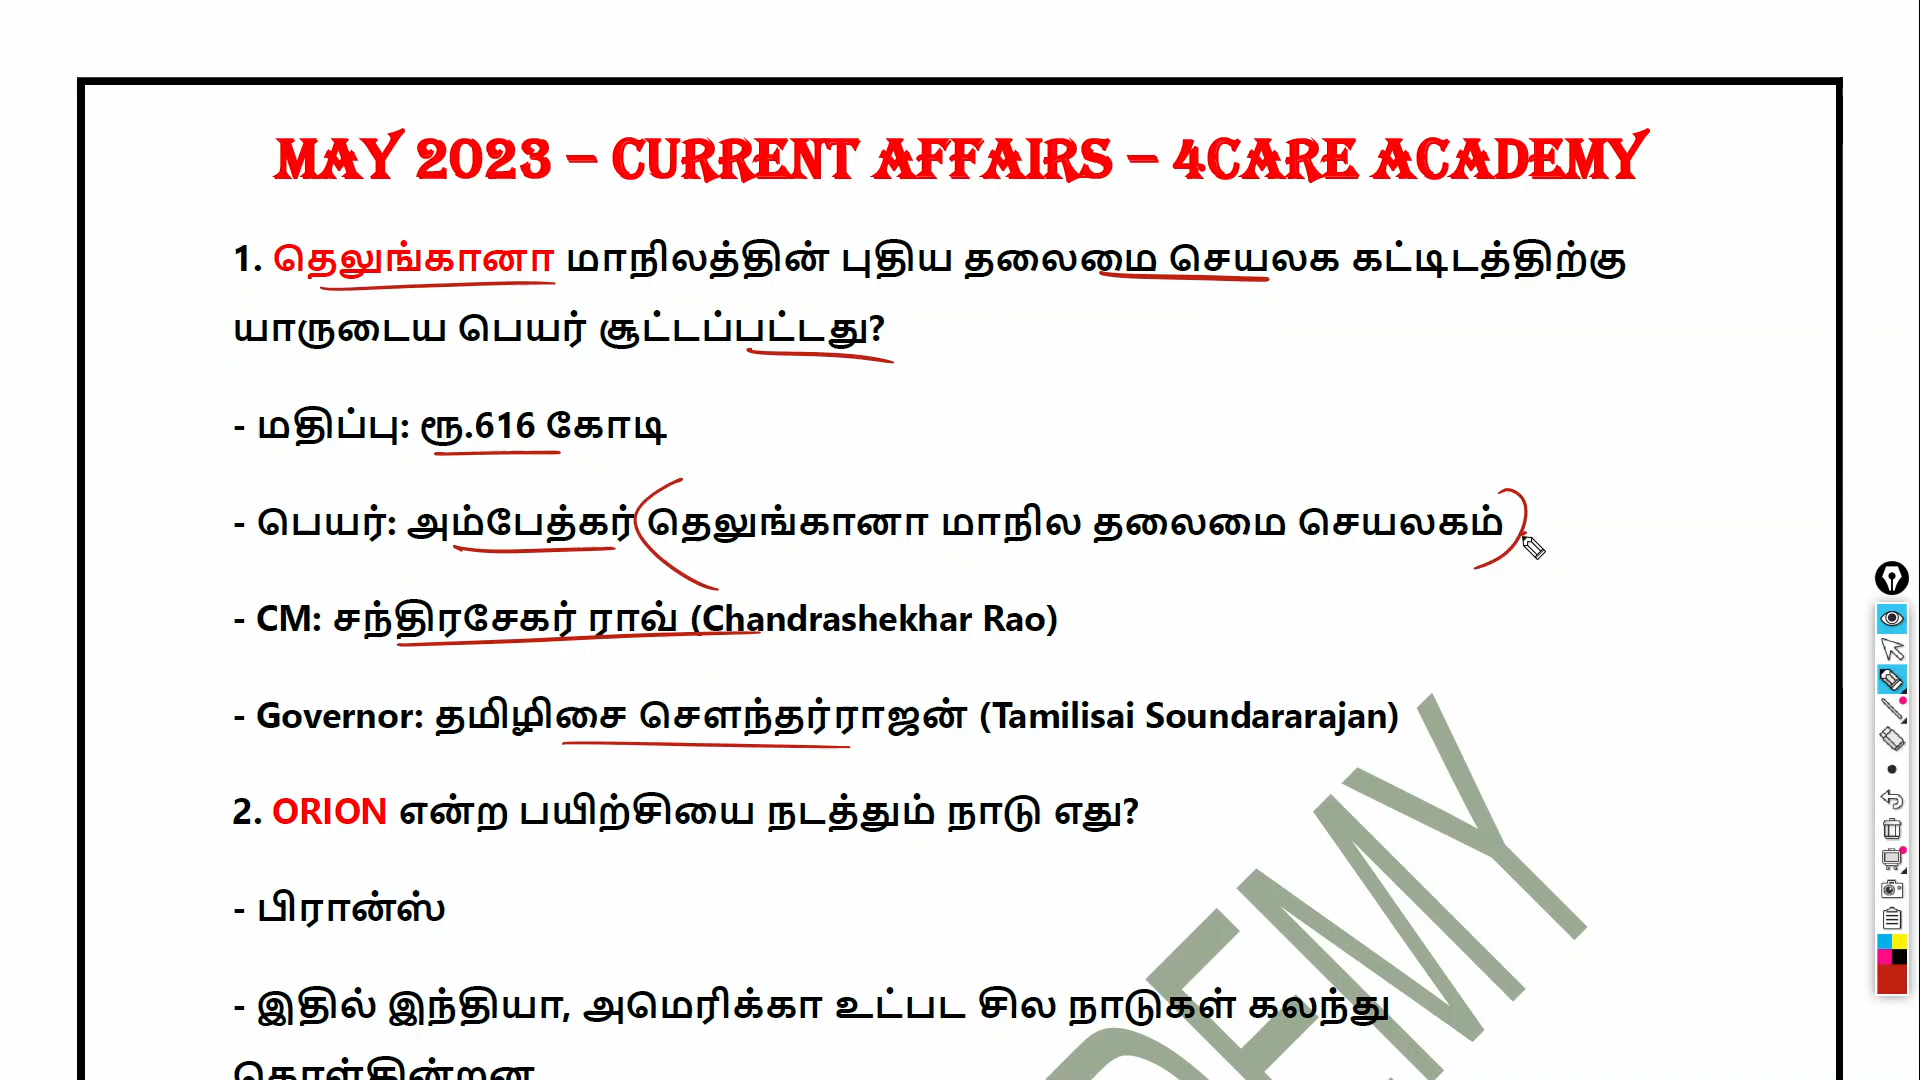 MAY 2023 – CURRENT AFFAIRS – 4CARE ACADEMY
1. தெலுங்கானா மாநிலத்தின் புதிய தலைமை செயலக கட்டிடத்திற்கு
யாருடைய பெயர் சூட்டப்பட்டது?
- மதிப்பு: ரூ.616 கோடி
- பெயர்: அம்பேத்கர் தெலுங்கானா மாநில தலைமை செயலகம்
- CM: சந்திரசேகர் ராவ் (Chandrashekhar Rao)
- Governor: தமிழிசை சௌந்தர்ராஜன் (Tamilisai Soundararajan)
2. ORION என்ற பயிற்சியை நடத்தும் நாடு எது?
- பிரான்ஸ்
- இதில் இந்தியா, அமெரிக்கா உட்பட சில நாடுகள் கலந்து
கொள்கின்றன
DEMY